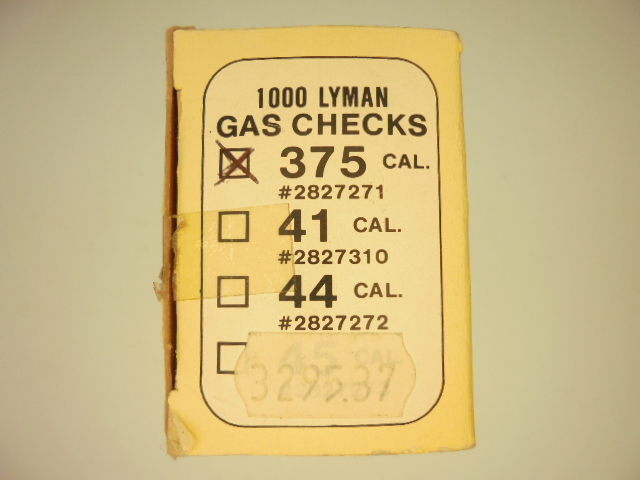 1000 LYMAN
GAS CHECKS
375 CAL.
#2827271
41 CAL.
#2827310
44 CAL.
#2827272
45 CAL
3295.37